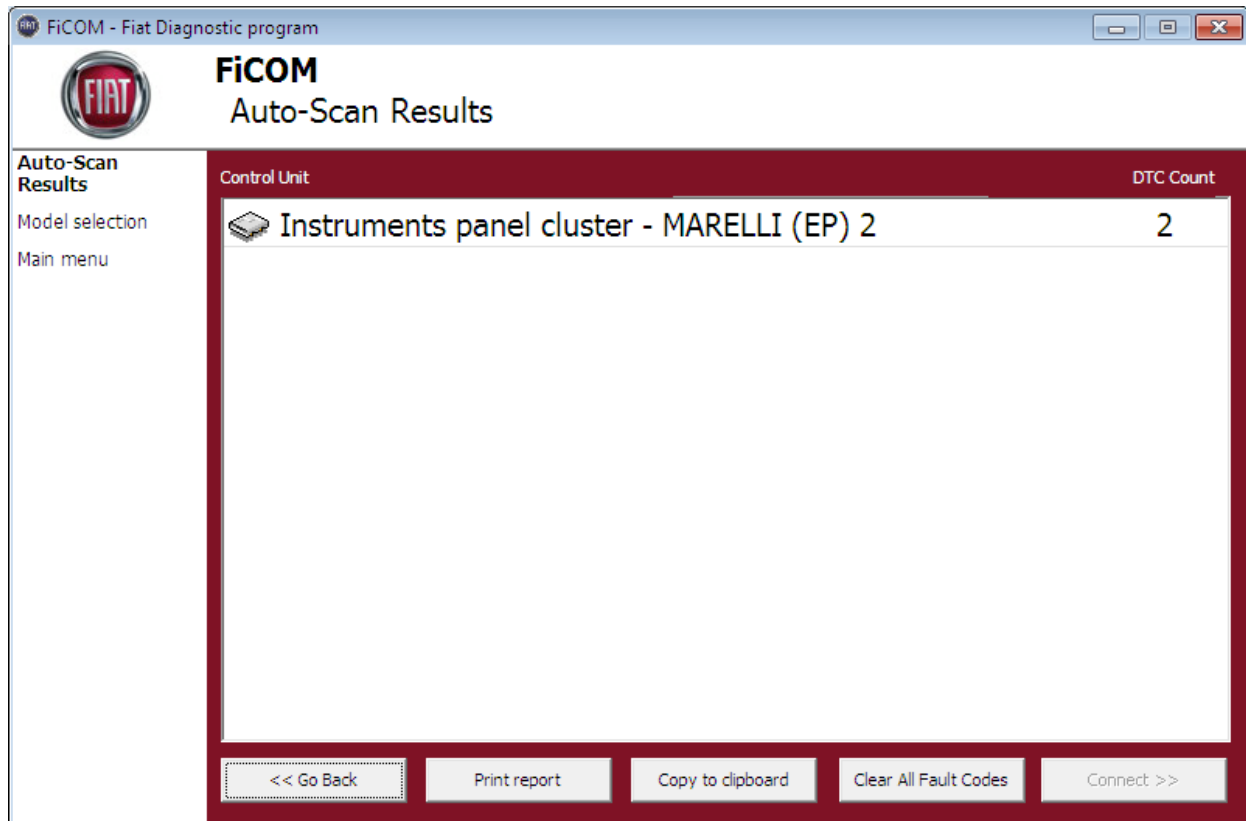 FiCOM - Fiat Diagnostic program
FIAT
FiCOM
Auto-Scan Results
Auto-Scan
Results
Model selection
Main menu
Control Unit DTC Count
Instruments panel cluster - MARELLI (EP) 2 2
<< Go Back Print report Copy to clipboard Clear All Fault Codes Connect >>